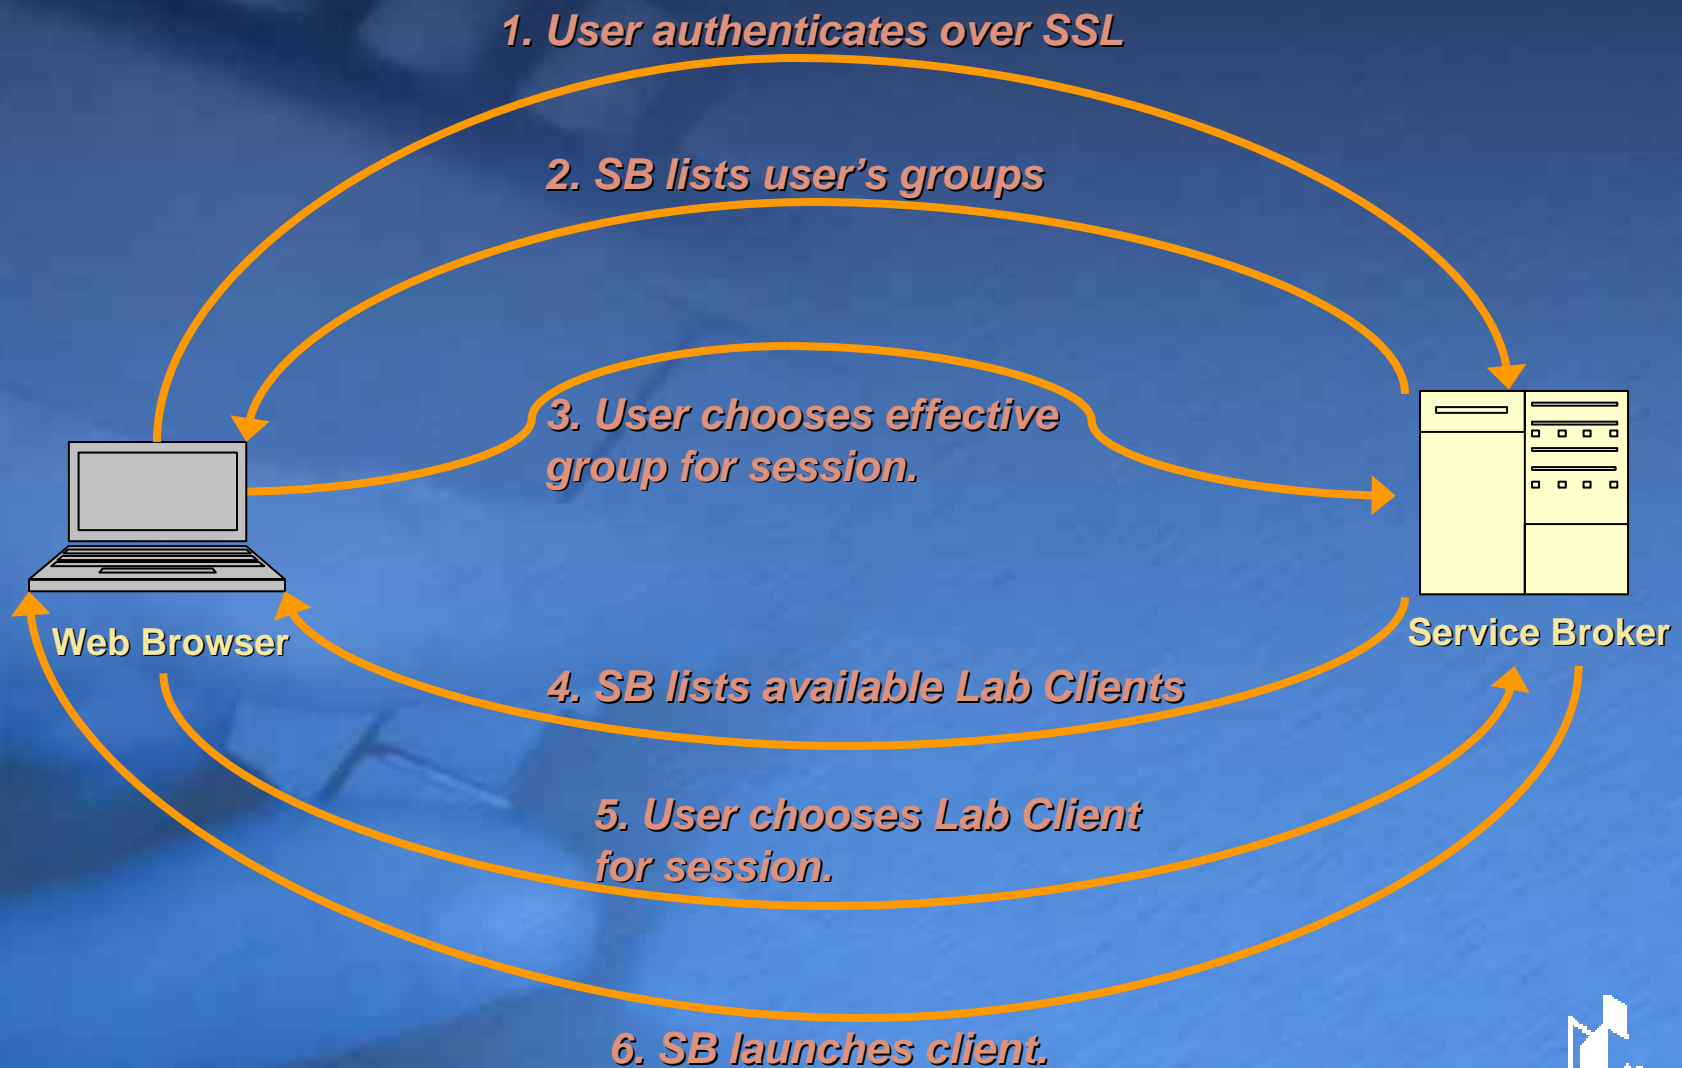 1. User authenticates over SSL
2. SB lists user's groups
3. User chooses effective
group for session.
Web Browser
Service Broker
4. SB lists available Lab Clients
5. User chooses Lab Client
for session.
6. SB launches client.